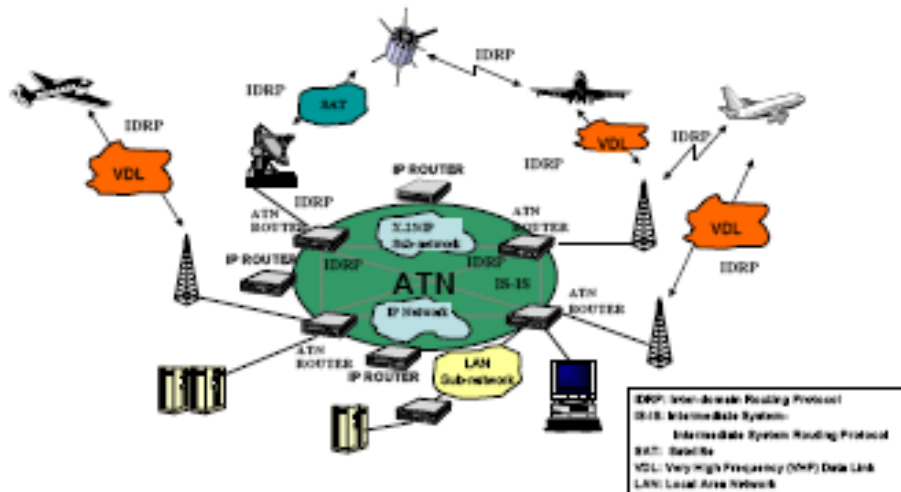 IDRP
IDRP
SAT
IDRP
VDL
IDRP
VDL
IDRP
IP ROUTER
IDRP
ATN
ROUTER
X.25/IP
Sub-network
ATN
ROUTER
VDL
IDRP
IP ROUTER
IDRP
IDRP
ATN
IS-IS
IP Network
ATN
ROUTER
ATN
ROUTER
IP ROUTER
LAN
Sub-network
IDRP: Inter-domain Routing Protocol
IS-IS: Intermediate System-
Intermediate System Routing Protocol
SAT: Satellite
VDL: Very High Frequency (VHF) Data Link
LAN: Local Area Network